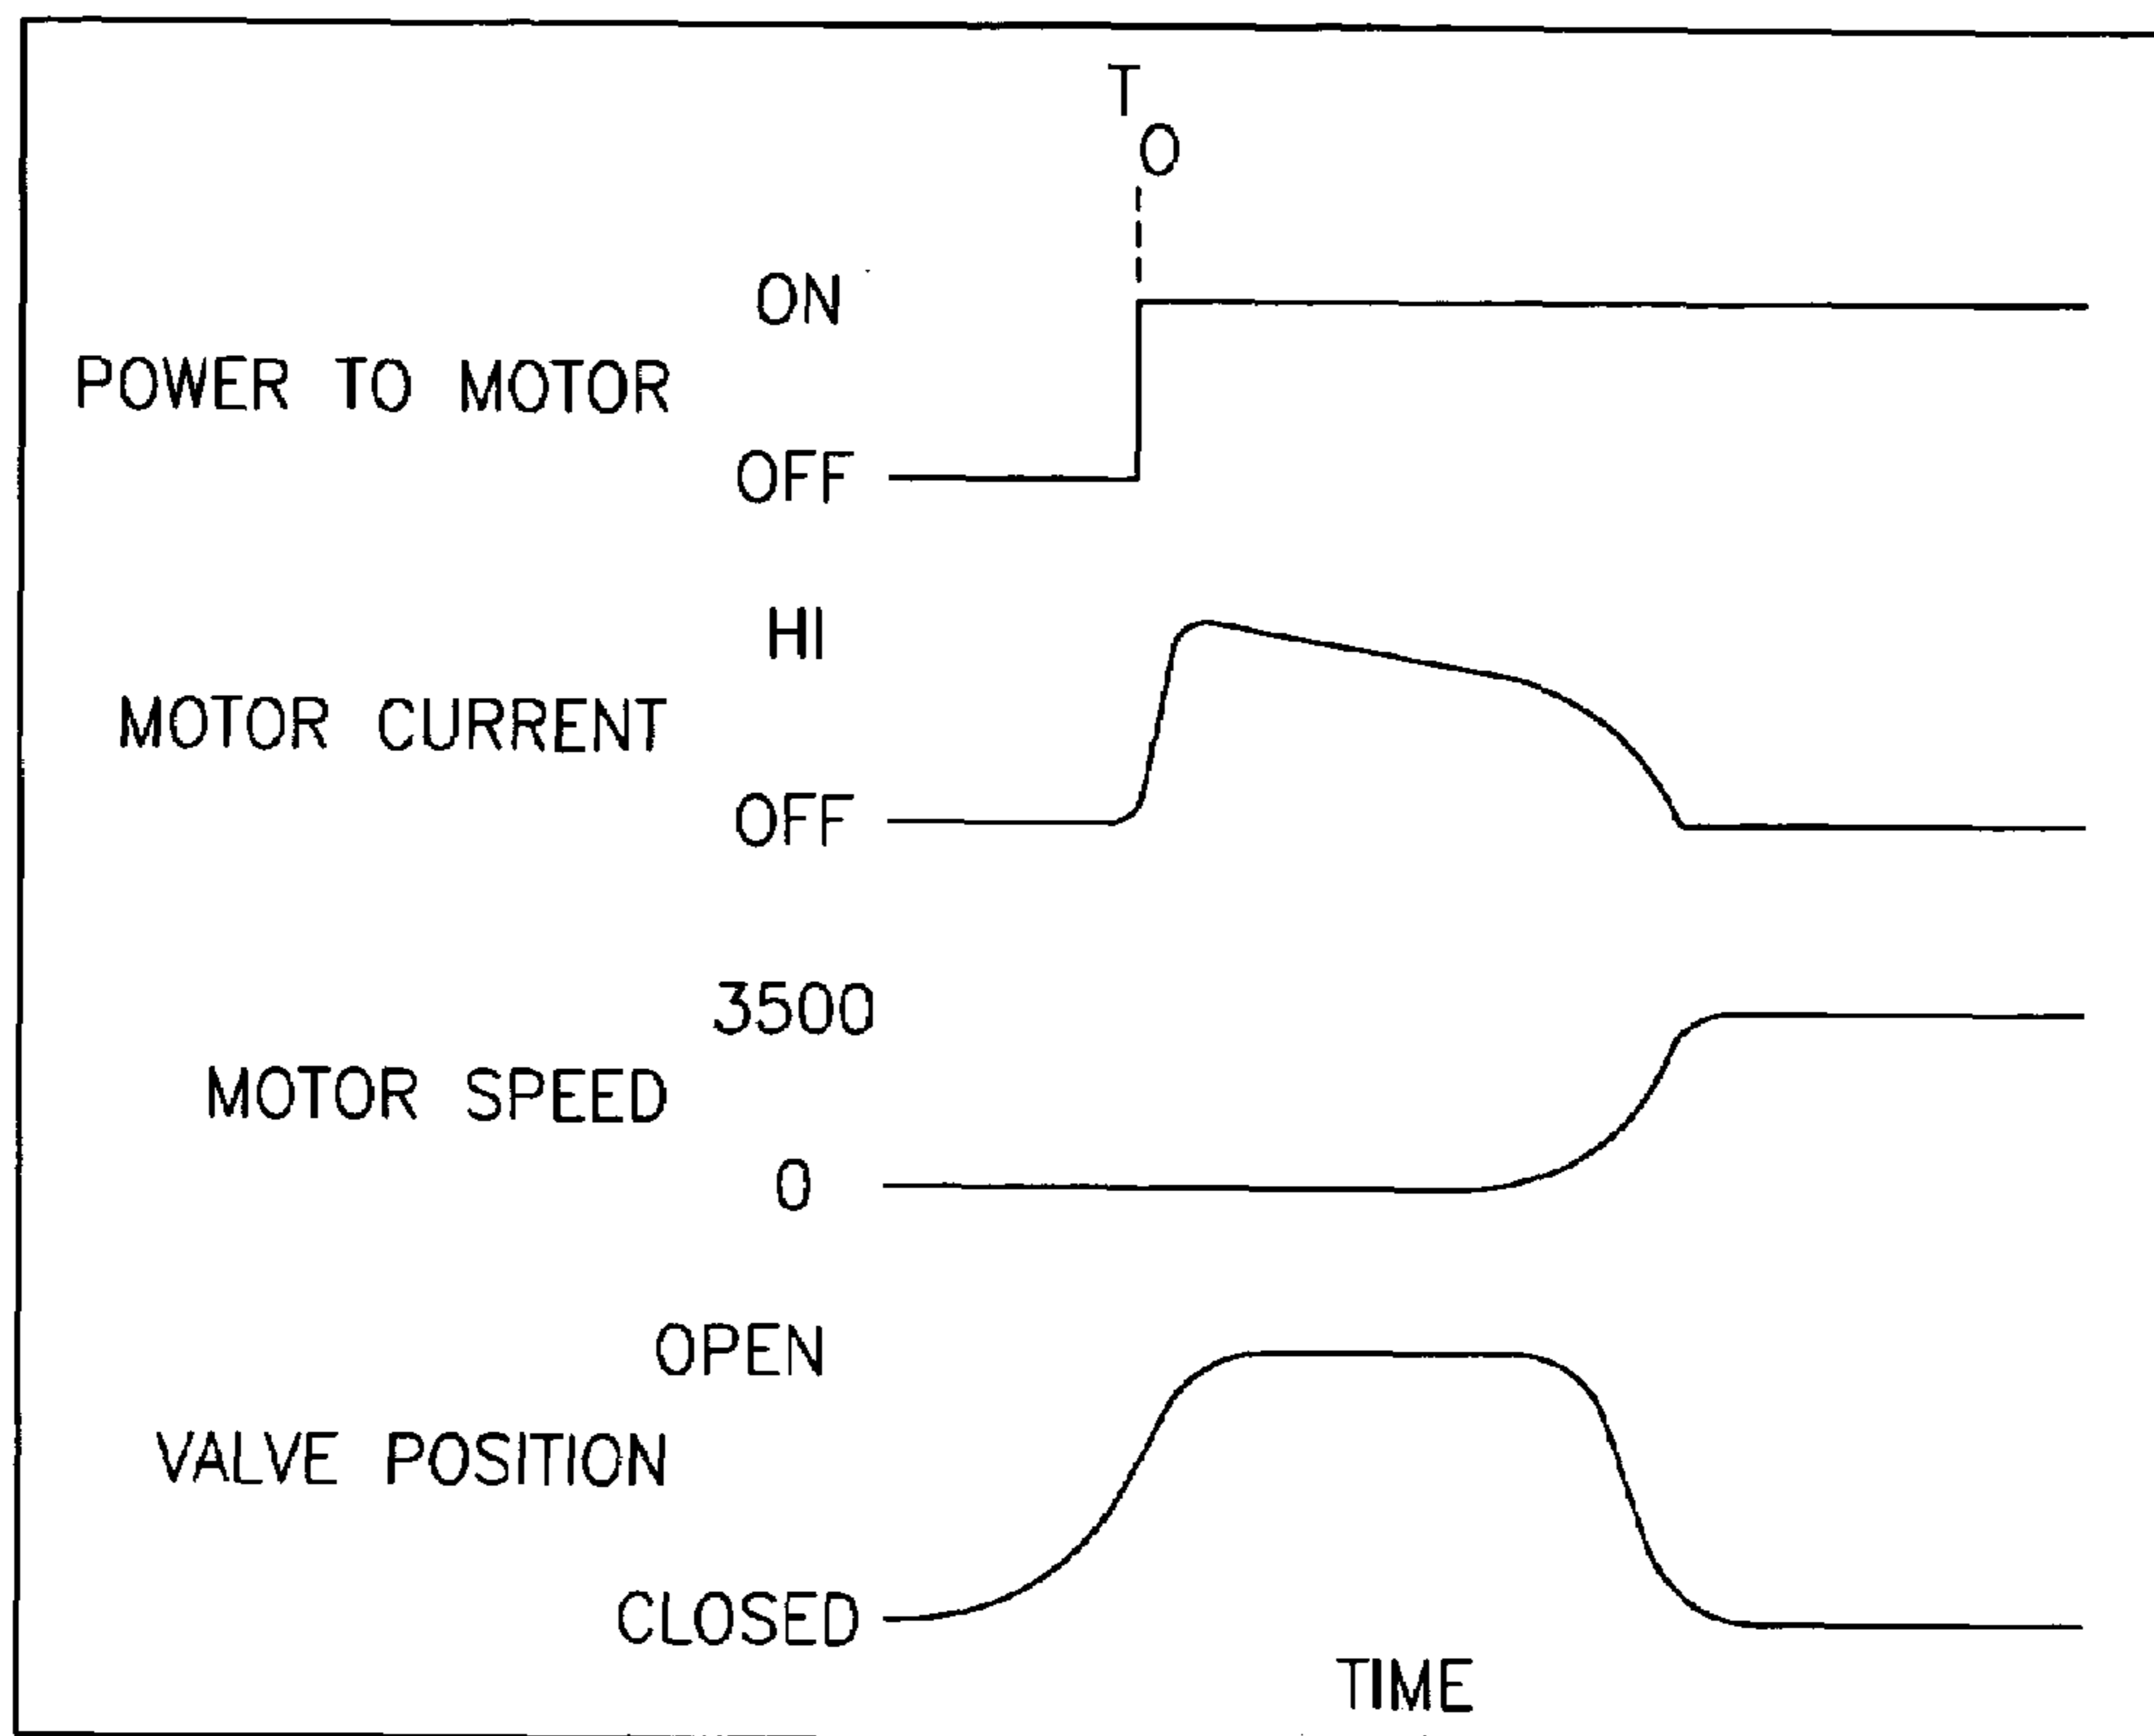 T
O
ON
POWER TO MOTOR
OFF
HI
MOTOR CURRENT
OFF
3500
MOTOR SPEED
0
OPEN
VALVE POSITION
CLOSED
TIME